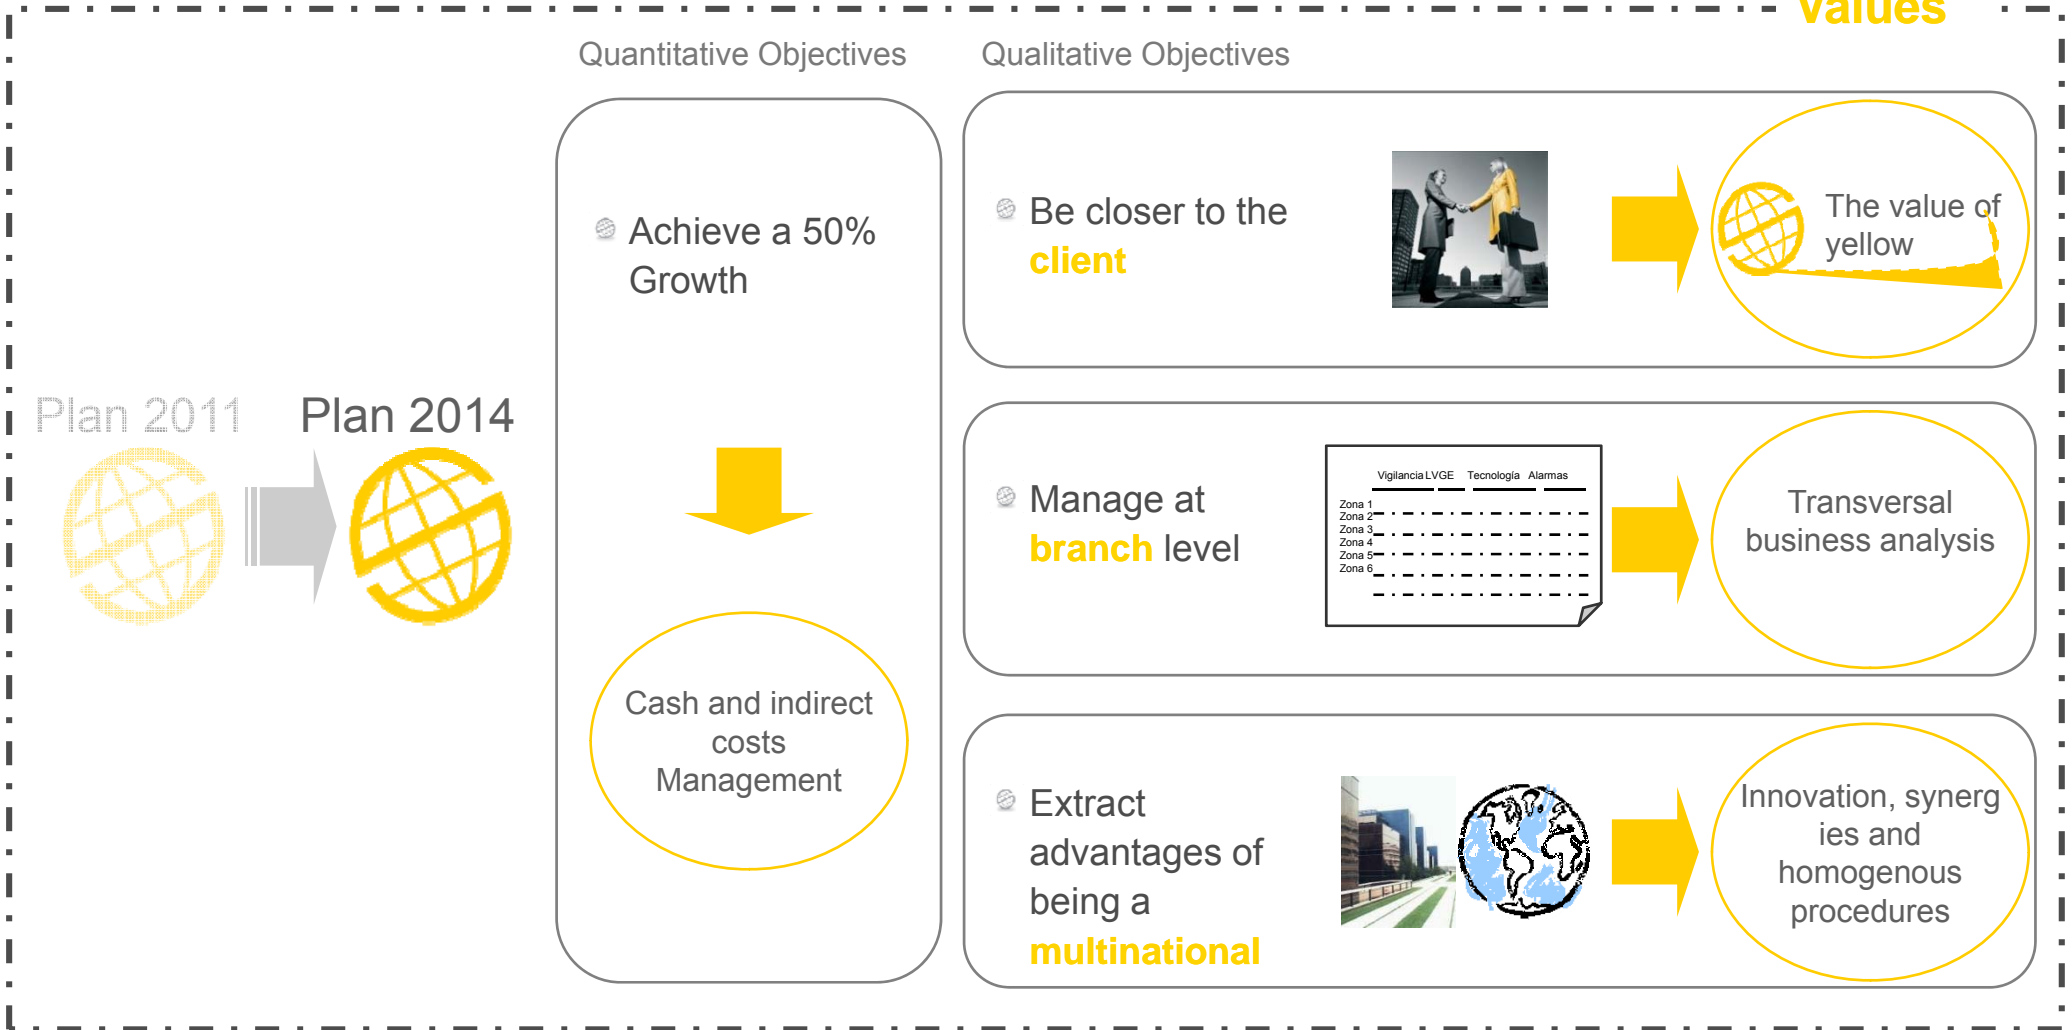 Values
Quantitative Objectives
Qualitative Objectives
Plan 2011
Plan 2014
Achieve a 50%
Growth
Cash and indirect
costs
Management
Be closer to the
client
The value of
yellow
Manage at
branch level
Vigilancia LVGE Tecnología Alarmas
Zona 1
Zona 2
Zona 3
Zona 4
Zona 5
Zona 6
Transversal
business analysis
Extract
advantages of
being a
multinational
Innovation, synerg
ies and
homogenous
procedures